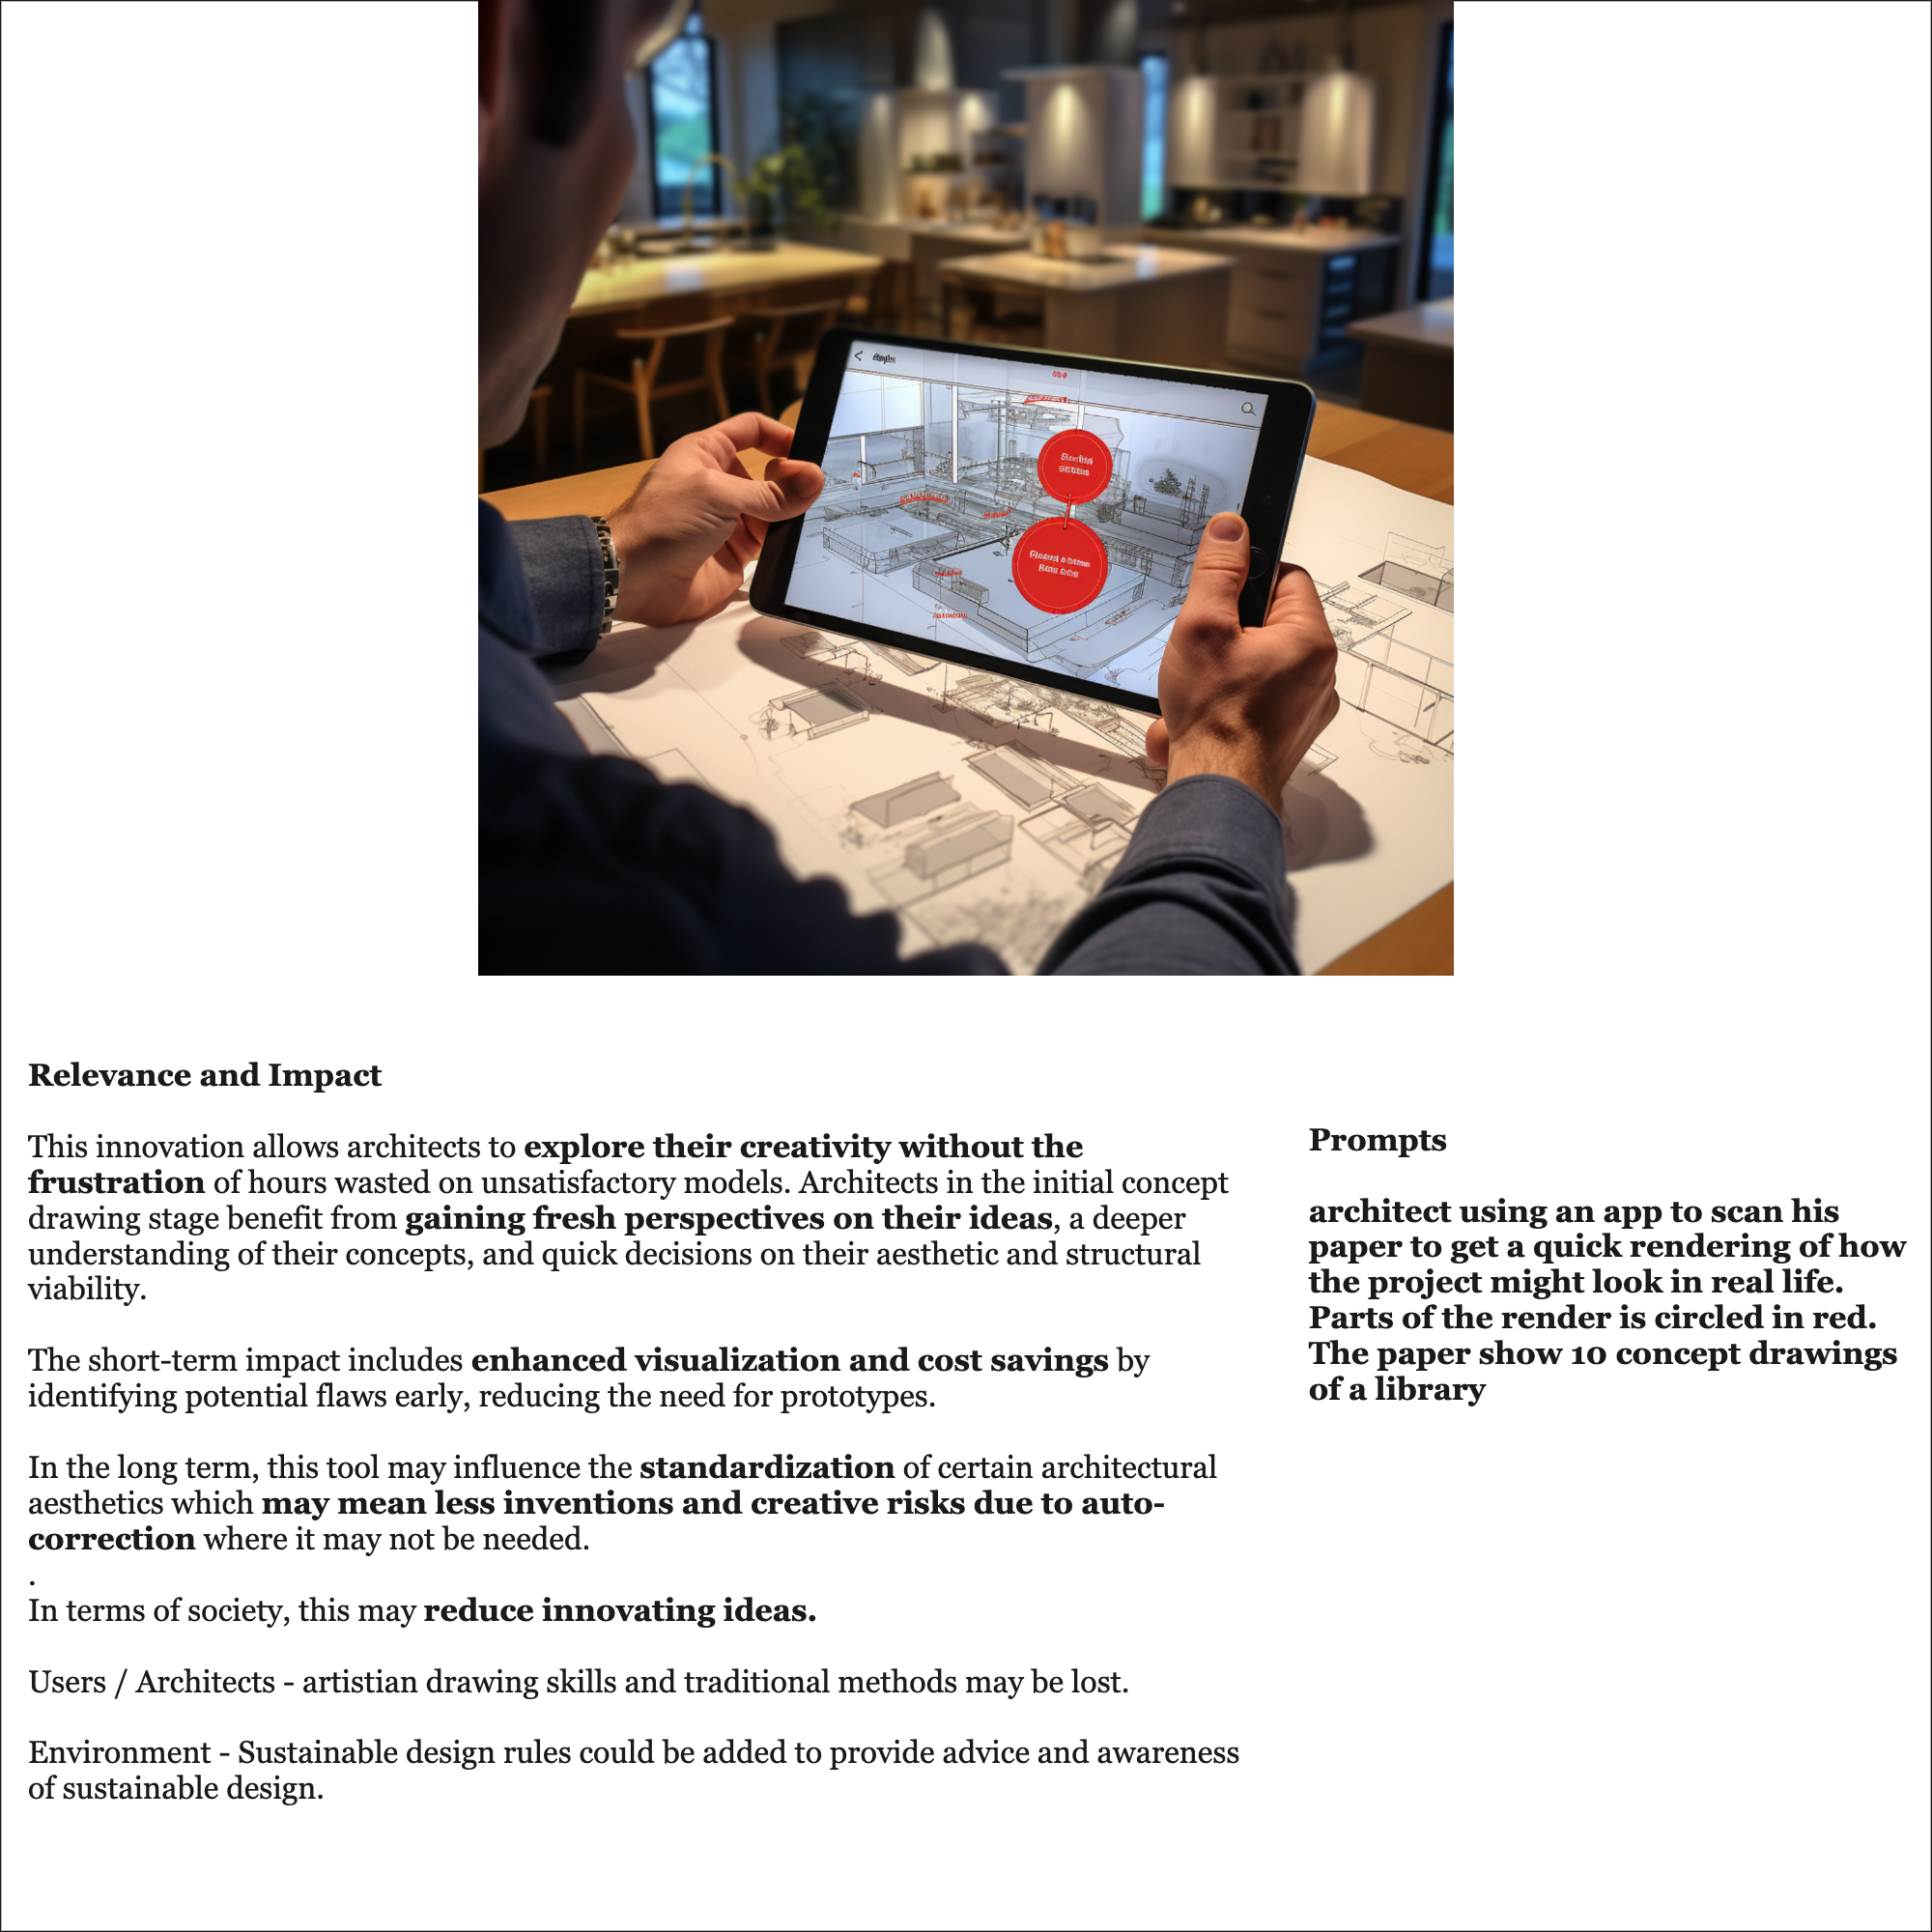 Relevance and Impact
This innovation allows architects to explore their creativity without the
frustration of hours wasted on unsatisfactory models. Architects in the initial concept
drawing stage benefit from gaining fresh perspectives on their ideas, a deeper
understanding of their concepts, and quick decisions on their aesthetic and structural
viability.
The short-term impact includes enhanced visualization and cost savings by
identifying potential flaws early, reducing the need for prototypes.
In the long term, this tool may influence the standardization of certain architectural
aesthetics which may mean less inventions and creative risks due to auto-
correction where it may not be needed.
.
In terms of society, this may reduce innovating ideas.
Users / Architects - artistian drawing skills and traditional methods may be lost.
Environment - Sustainable design rules could be added to provide advice and awareness
of sustainable design.
Prompts
architect using an app to scan his
paper to get a quick rendering of how
the project might look in real life.
Parts of the render is circled in red.
The paper show 10 concept drawings
of a library